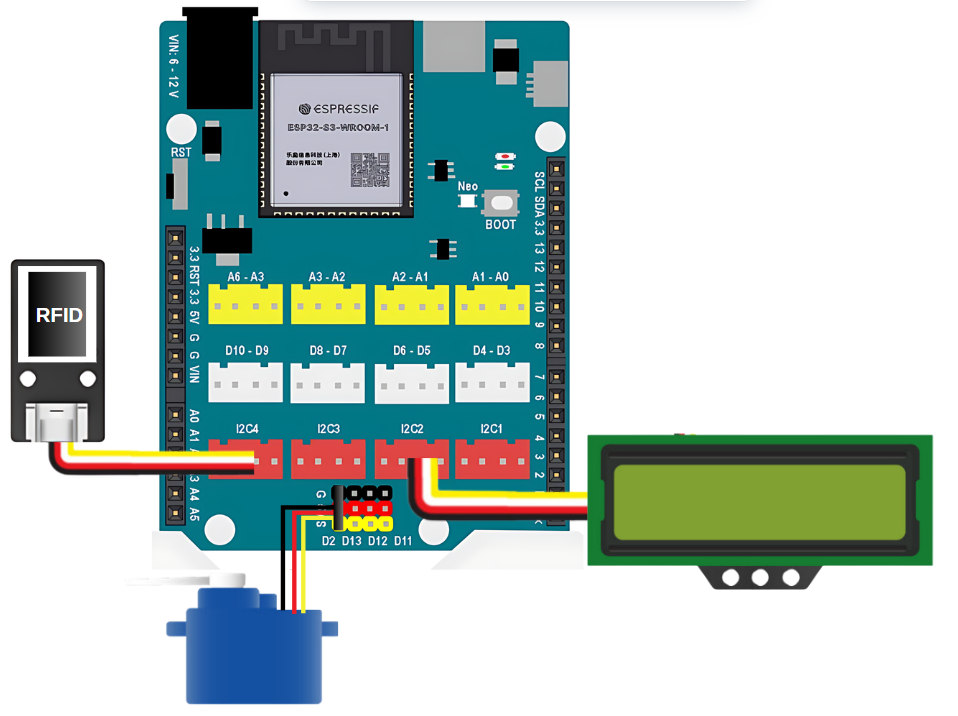 VIN: 6 - 12 V
ESPRESSIF
ESP32-S3-WROOM-1
乐鑫信息科技(上海)
股份有限公司
RST
Neo
BOOT
SCL SDA 3.3 13 12 11 10 9 8
7 6 5 4 3 2
3.3 RST 3.3 5V G G VIN
A0 A1
.3 A4 A5
A6 - A3
A3 - A2
A2 - A1
A1 - A0
D10 - D9
D8 - D7
D6 - D5
D4 - D3
I2C4
I2C3
I2C2
I2C1
RFID
G
S
D2 D13 D12 D11